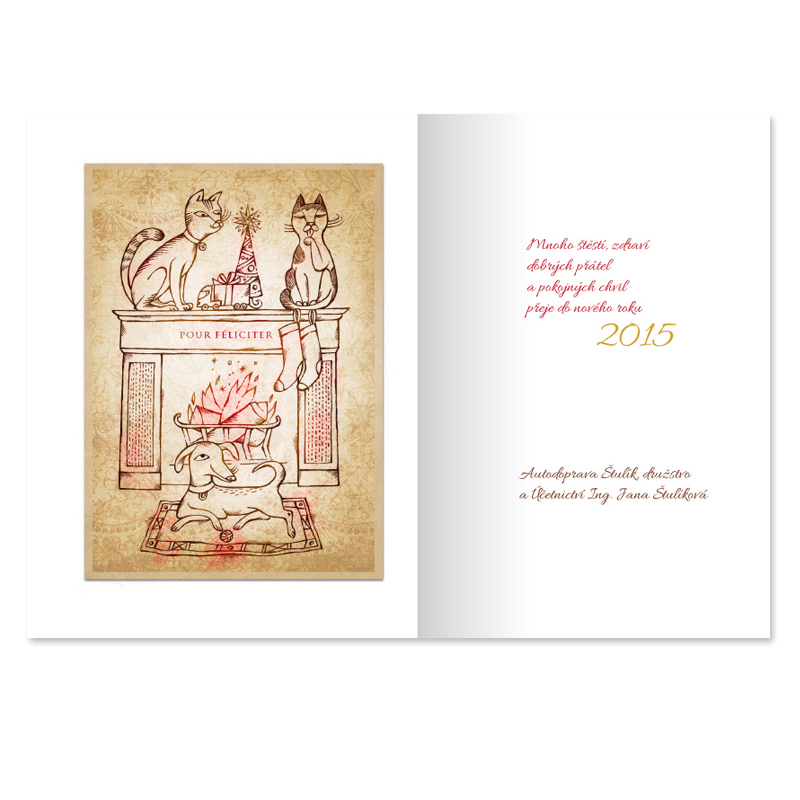 POUR FÉLICITER
Mnoho štěstí, zdraví
dobrých přátel
a pokojných chvil
přeje do nového roku
2015
Autodoprava Štulík, družstvo
a Účetnictví Ing. Jana Štulíková